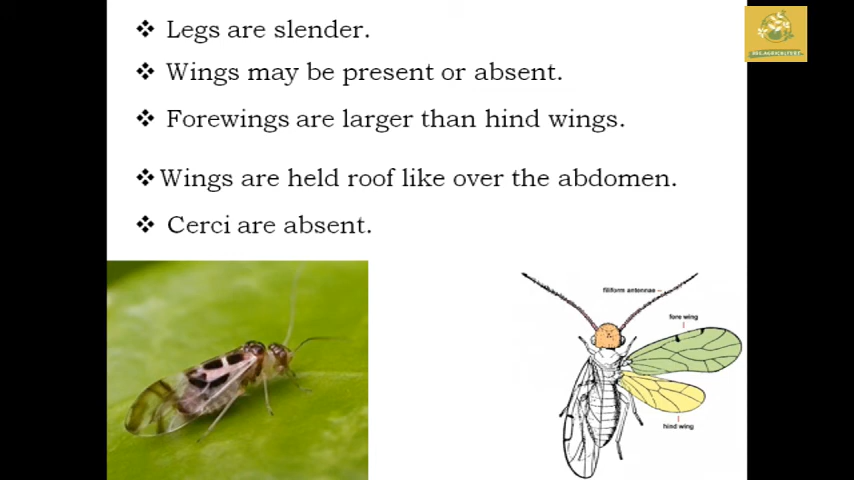 ❖ Legs are slender.
❖ Wings may be present or absent.
❖ Forewings are larger than hind wings.
❖ Wings are held roof like over the abdomen.
❖ Cerci are absent.
filiform antennae
fore wing
hind wing